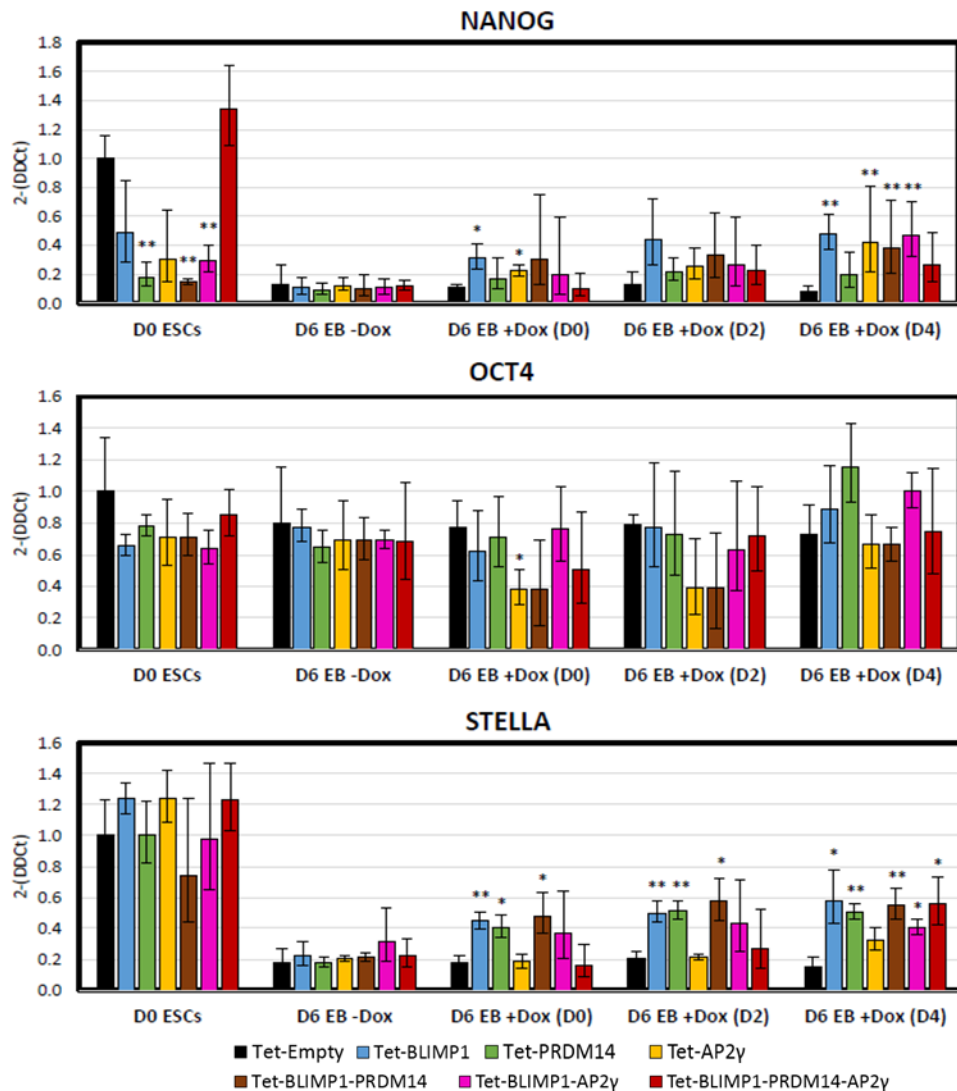 NANOG
1.8
1.6
1.4
1.2
1.0
0.8
0.6
0.4
0.2
0.0
2-(DDCt)
** ** ** * * ** ** ** **
D0 ESCs D6 EB -Dox D6 EB +Dox (D0) D6 EB +Dox (D2) D6 EB +Dox (D4)
OCT4
1.6
1.4
1.2
1.0
0.8
0.6
0.4
0.2
0.0
2-(DDCt)
*
D0 ESCs D6 EB -Dox D6 EB +Dox (D0) D6 EB +Dox (D2) D6 EB +Dox (D4)
STELLA
1.6
1.4
1.2
1.0
0.8
0.6
0.4
0.2
0.0
2-(DDCt)
** * * ** ** * * ** ** * *
D0 ESCs D6 EB -Dox D6 EB +Dox (D0) D6 EB +Dox (D2) D6 EB +Dox (D4)
Tet-Empty Tet-BLIMP1 Tet-PRDM14 Tet-AP2γ
Tet-BLIMP1-PRDM14 Tet-BLIMP1-AP2γ Tet-BLIMP1-PRDM14-AP2γ